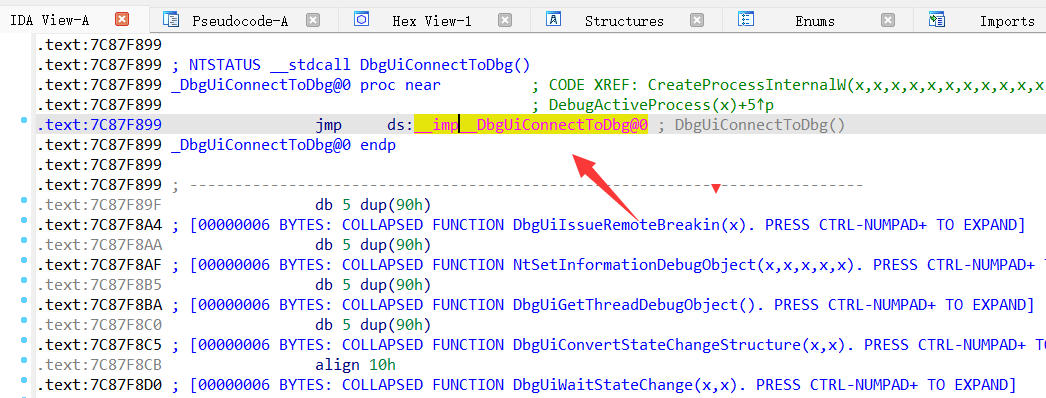 IDA View-A Pseudocode-A Hex View-1 Structures Enums Imports
.text:7C87F899
.text:7C87F899 ; NTSTATUS __stdcall DbgUiConnectToDbg()
.text:7C87F899 _DbgUiConnectToDbg@0 proc near ; CODE XREF: CreateProcessInternalW(x,x,x,x,x,x,x,x,x,x
.text:7C87F899 ; DebugActiveProcess(x)+5↑p
.text:7C87F899 jmp ds:__imp__DbgUiConnectToDbg@0 ; DbgUiConnectToDbg()
.text:7C87F899 _DbgUiConnectToDbg@0 endp
.text:7C87F899
.text:7C87F899 ; ---------------------------------------------------------------------------
.text:7C87F89F db 5 dup(90h)
.text:7C87F8A4 ; [00000006 BYTES: COLLAPSED FUNCTION DbgUiIssueRemoteBreakin(x). PRESS CTRL-NUMPAD+ TO EXPAND]
.text:7C87F8AA db 5 dup(90h)
.text:7C87F8AF ; [00000006 BYTES: COLLAPSED FUNCTION NtSetInformationDebugObject(x,x,x,x,x). PRESS CTRL-NUMPAD+ T
.text:7C87F8B5 db 5 dup(90h)
.text:7C87F8BA ; [00000006 BYTES: COLLAPSED FUNCTION DbgUiGetThreadDebugObject(). PRESS CTRL-NUMPAD+ TO EXPAND]
.text:7C87F8C0 db 5 dup(90h)
.text:7C87F8C5 ; [00000006 BYTES: COLLAPSED FUNCTION DbgUiConvertStateChangeStructure(x,x). PRESS CTRL-NUMPAD+ TO
.text:7C87F8CB align 10h
.text:7C87F8D0 ; [00000006 BYTES: COLLAPSED FUNCTION DbgUiWaitStateChange(x,x). PRESS CTRL-NUMPAD+ TO EXPAND]